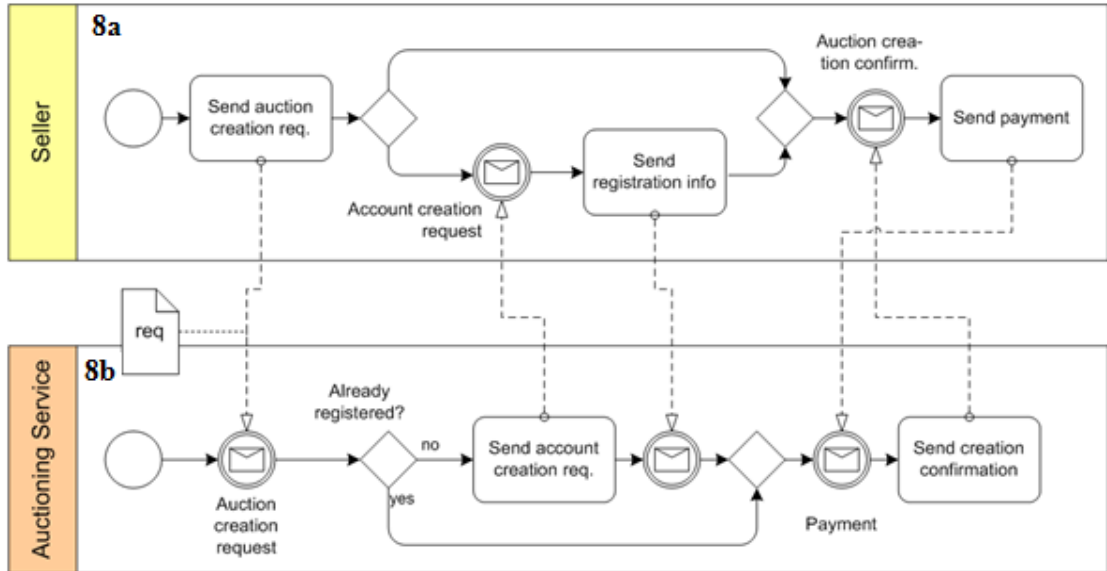 8a
Seller
Send auction
creation req.
Account creation
request
Send
registration info
Auction crea-
tion confirm.
Send payment
req
8b
Auctioning Service
Auction
creation
request
Already
registered?
no
yes
Send account
creation req.
Payment
Send creation
confirmation